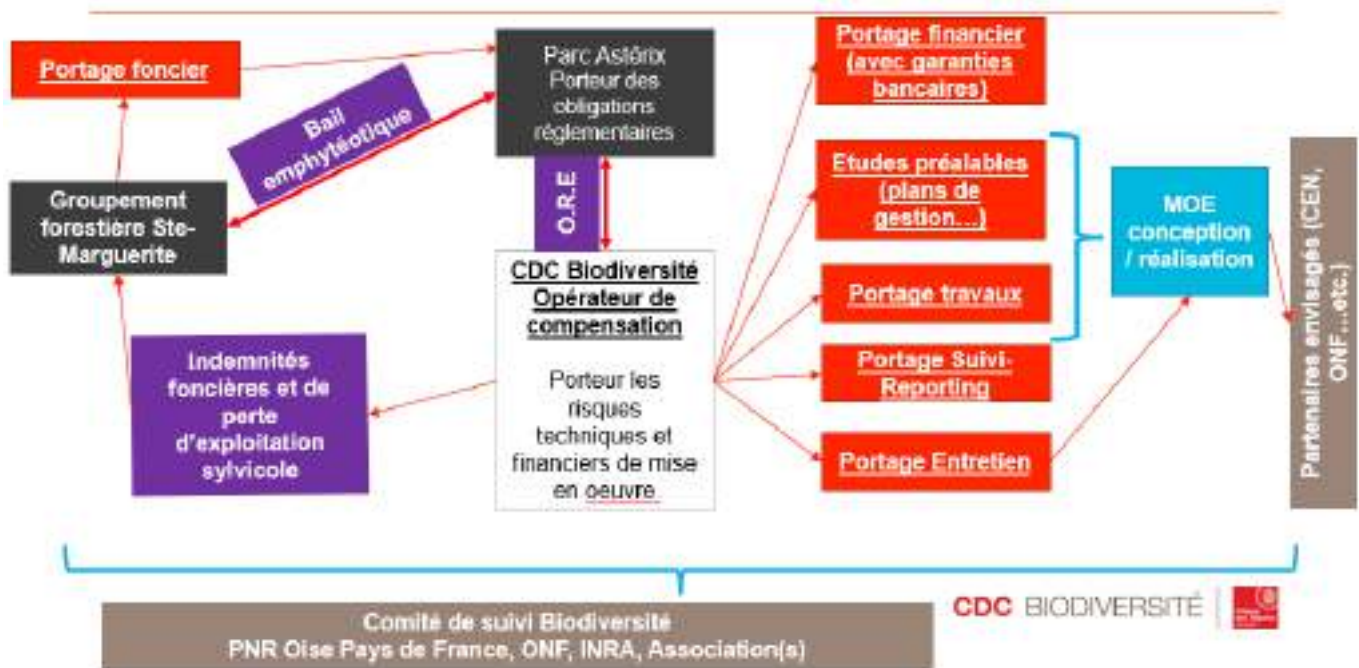 Portage foncier
Bail
emphytéotique
Parc Astérix
Porteur des
obligations
réglementaires
Groupement
forestière Ste-
Marguerite
O.R.E
CDC Biodiversité
Opérateur de
compensation
Porteur les
risques
techniques et
financiers de mise
en oeuvre
Indemnités
foncières et de
perte
d'exploitation
sylvicole
Portage financier
(avec garanties
bancaires)
Etudes préalables
(plans de
gestion...)
Portage travaux
Portage Suivi-
Reporting
Portage Entretien
MOE
conception
/ réalisation
Partenaires envisagés (CEN,
ONF...etc.)
Comité de suivi Biodiversité
PNR Oise Pays de France, ONF, INRA, Association(s)
CDC BIODIVERSITÉ